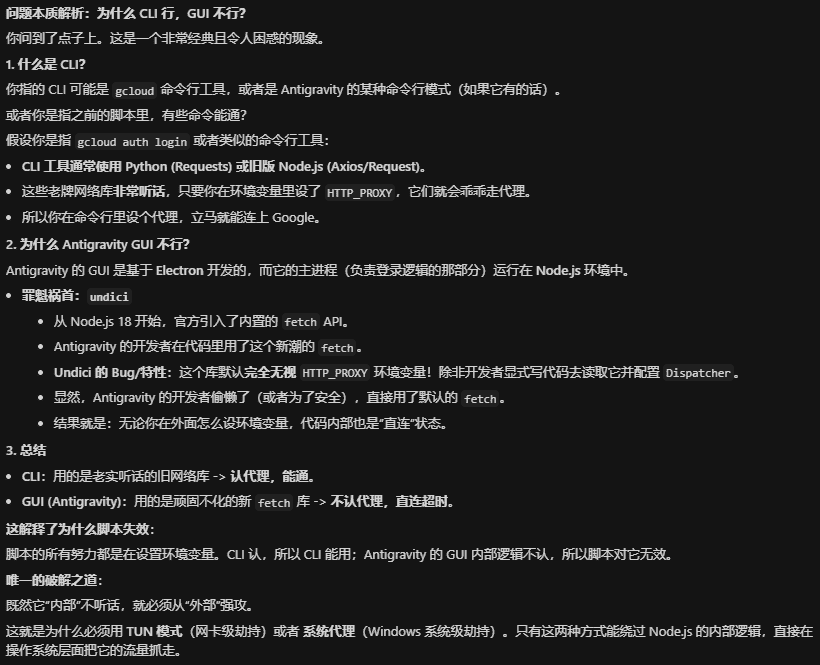 问题本质解析：为什么 CLI 行，GUI 不行？
你问到了点子上。这是一个非常经典且令人困惑的现象。
1. 什么是 CLI？
你指的 CLI 可能是 gcloud 命令行工具，或者是 Antigravity 的某种命令行模式（如果它有的话）。
或者你是指之前的脚本里，有些命令能通？
假设你是指 gcloud auth login 或者类似的命令行工具：
• CLI 工具通常使用 Python (Requests) 或旧版 Node.js (Axios/Request)。
• 这些老牌网络库非常听话，只要你在环境变量里设了 HTTP_PROXY，它们就会乖乖走代理。
• 所以你在命令行里设个代理，立马就能连上 Google。
2. 为什么 Antigravity GUI 不行？
Antigravity 的 GUI 是基于 Electron 开发的，而它的主进程（负责登录逻辑的那部分）运行在 Node.js 环境中。
• 罪魁祸首：undici
• 从 Node.js 18 开始，官方引入了内置的 fetch API。
• Antigravity 的开发者在代码里用了这个新潮的 fetch。
• Undici 的 Bug/特性：这个库默认完全无视 HTTP_PROXY 环境变量！除非开发者显式写代码去读取它并配置 Dispatcher。
• 显然，Antigravity 的开发者偷懒了（或者为了安全），直接用了默认的 fetch。
• 结果就是：无论你在外面怎么设环境变量，代码内部也是“直连”状态。
3. 总结
• CLI：用的是老实听话的旧网络库 -> 认代理，能通。
• GUI (Antigravity)：用的是顽固不化的新 fetch 库 -> 不认代理，直连超时。
这解释了为什么脚本失效：
脚本的所有努力都是在设置环境变量。CLI 认，所以 CLI 能用；Antigravity 的 GUI 内部逻辑不认，所以脚本对它无效。
唯一的破解之道：
既然它“内部”不听话，就必须从“外部”强攻。
这就是为什么必须用 TUN 模式（网卡级劫持）或者 系统代理（Windows 系统级劫持）。只有这两种方式能绕过 Node.js 的内部逻辑，直接在
操作系统层面把它的流量抓走。